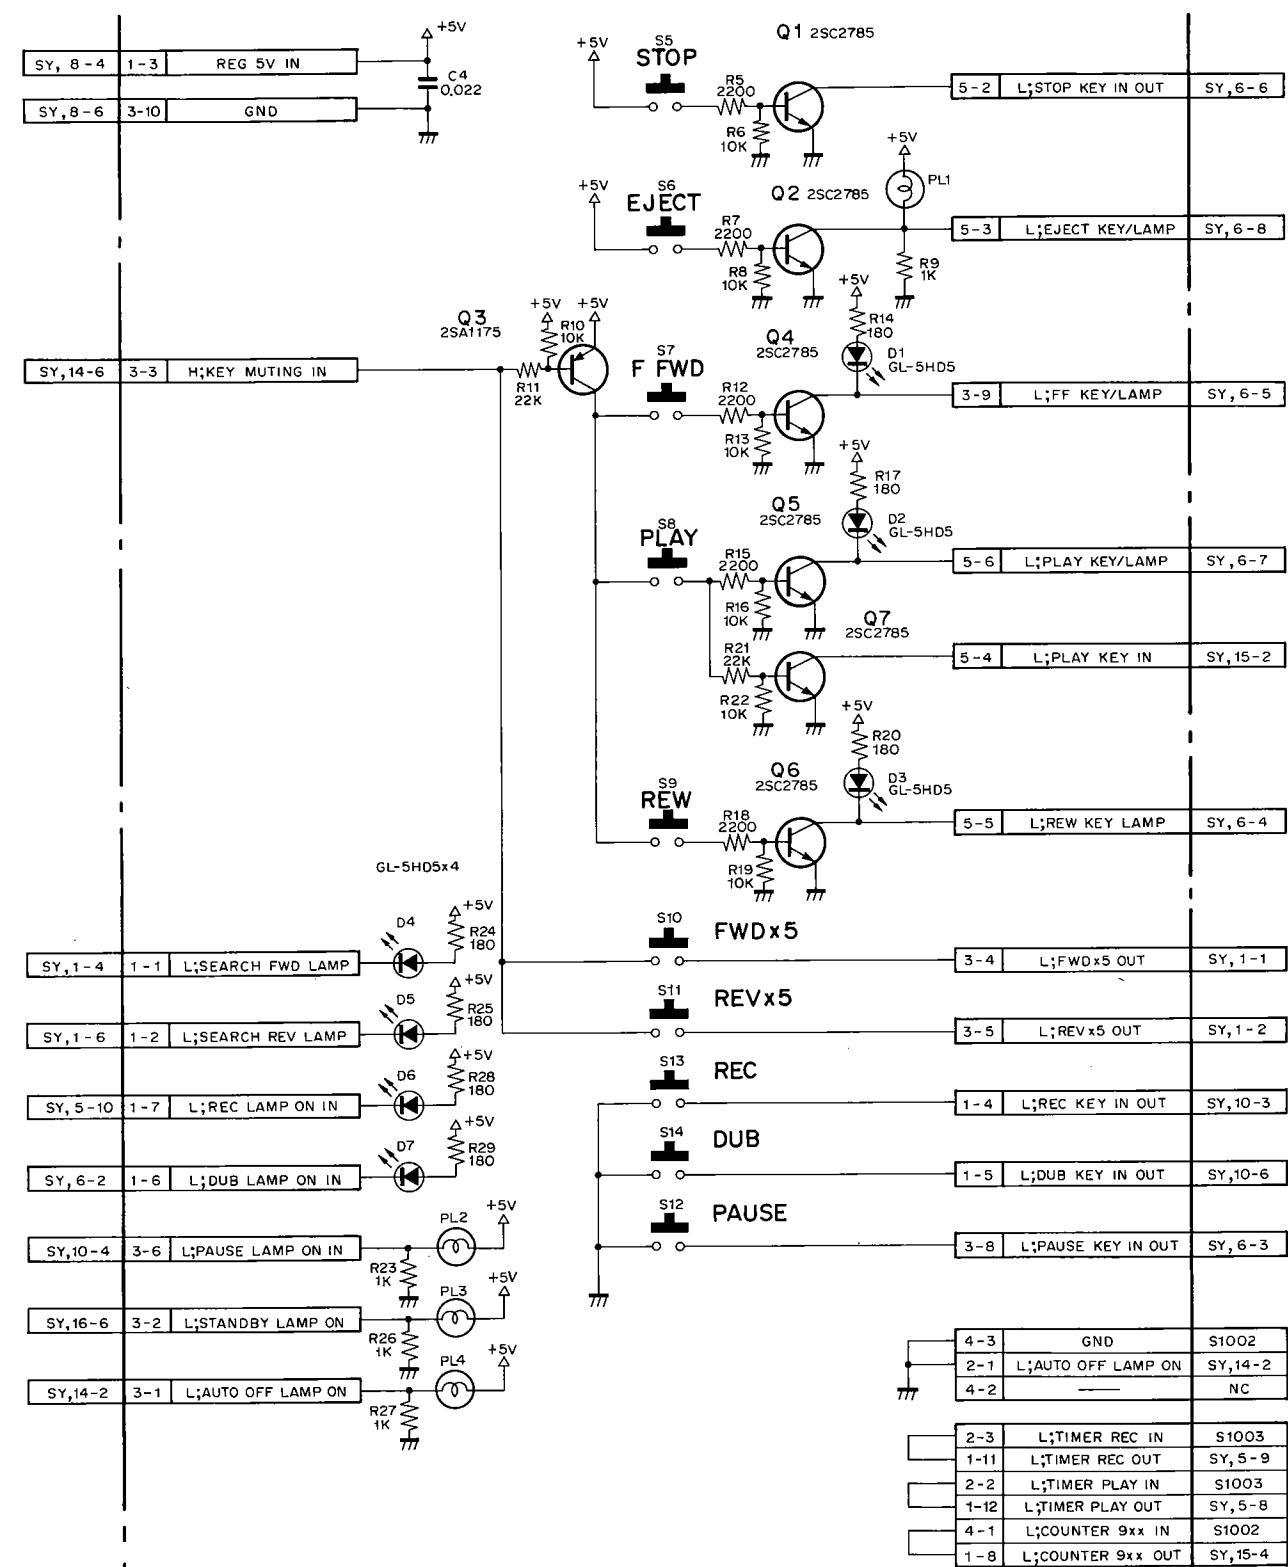 Q1 2SC2785
+5V
+5V
S5
STOP
SY, 8-4 1-3 REG 5V IN
C4
0.022
R5
2200
5-2 L;STOP KEY IN OUT SY,6-6
SY,8-6 3-10 GND
R6
10K
+5V
PL1
+5V
S6
EJECT
Q2 2SC2785
R7
2200
5-3 L;EJECT KEY/LAMP SY,6-8
R8
10K
R9
1K
+5V
R14
180
+5V +5V
Q3
2SA1175
R10
10K
Q4
2SC2785
S7
F FWD
D1
GL-5HD5
SY,14-6 3-3 H;KEY MUTING IN
R11
22K
R12
2200
3-9 L;FF KEY/LAMP SY,6-5
R13
10K
+5V
R17
180
Q5
2SC2785
D2
GL-5HD5
S8
PLAY
R15
2200
5-6 L;PLAY KEY/LAMP SY,6-7
R16
10K
Q7
2SC2785
R21
22K
5-4 L;PLAY KEY IN SY,15-2
R22
10K
+5V
R20
180
Q6
2SC2785
D3
GL-5HD5
S9
REW
R18
2200
5-5 L;REW KEY LAMP SY,6-4
R19
10K
GL-5HD5x4
+5V
D4
R24
180
S10
FWDx5
SY,1-4 1-1 L;SEARCH FWD LAMP
3-4 L;FWDx5 OUT SY,1-1
+5V
D5
R25
180
S11
REVx5
SY,1-6 1-2 L;SEARCH REV LAMP
3-5 L;REVx5 OUT SY,1-2
+5V
D6
R28
180
S13
REC
SY,5-10 1-7 L;REC LAMP ON IN
1-4 L;REC KEY IN OUT SY,10-3
+5V
D7
R29
180
S14
DUB
SY,6-2 1-6 L;DUB LAMP ON IN
1-5 L;DUB KEY IN OUT SY,10-6
+5V
PL2
S12
PAUSE
SY,10-4 3-6 L;PAUSE LAMP ON IN
3-8 L;PAUSE KEY IN OUT SY,6-3
R23
1K
+5V
PL3
SY,16-6 3-2 L;STANDBY LAMP ON
R26
1K
+5V
PL4
SY,14-2 3-1 L;AUTO OFF LAMP ON
R27
1K
4-3 GND S1002
2-1 L;AUTO OFF LAMP ON SY,14-2
4-2 —— NC
2-3 L;TIMER REC IN S1003
1-11 L;TIMER REC OUT SY,5-9
2-2 L;TIMER PLAY IN S1003
1-12 L;TIMER PLAY OUT SY,5-8
4-1 L;COUNTER 9xx IN S1002
1-8 L;COUNTER 9xx OUT SY,15-4